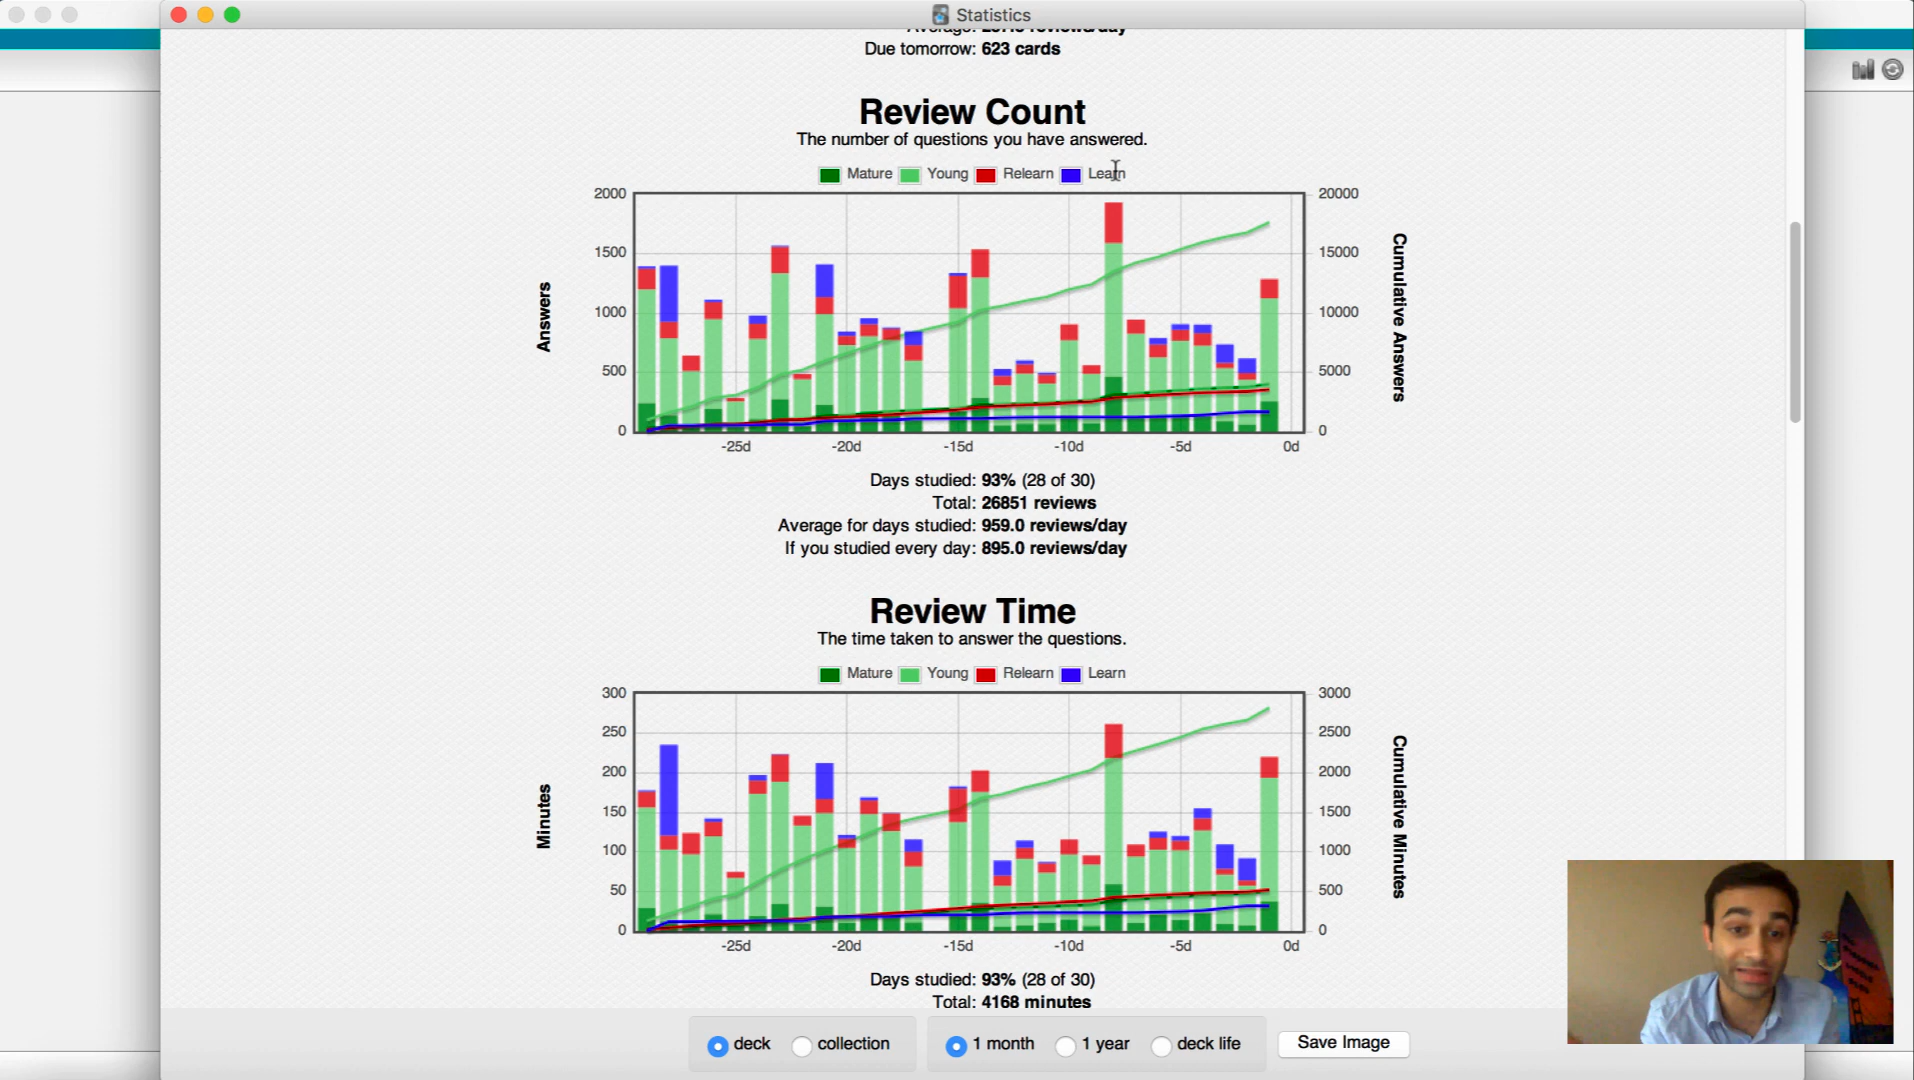 Statistics
Due tomorrow: 623 cards
Review Count
The number of questions you have answered.
Mature Young Relearn Learn
2000 20000
1500 15000
1000 10000
500 5000
0 0
Answers
Cumulative Answers
-25d -20d -15d -10d -5d 0d
Days studied: 93% (28 of 30)
Total: 26851 reviews
Average for days studied: 959.0 reviews/day
If you studied every day: 895.0 reviews/day
Review Time
The time taken to answer the questions.
Mature Young Relearn Learn
300 3000
250 2500
200 2000
150 1500
100 1000
50 500
0 0
Minutes
Cumulative Minutes
-25d -20d -15d -10d -5d 0d
Days studied: 93% (28 of 30)
Total: 4168 minutes
deck collection 1 month 1 year deck life Save Image